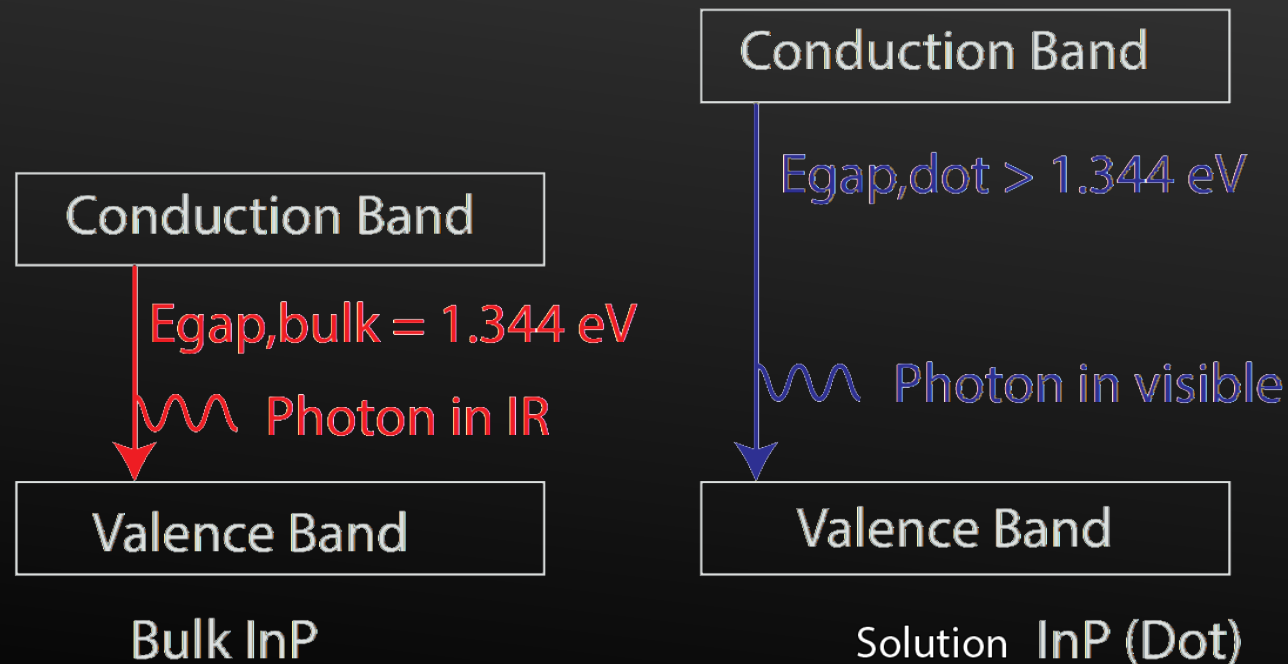 Conduction Band
Egap,bulk = 1.344 eV
Photon in IR
Valence Band
Bulk InP
Conduction Band
Egap,dot > 1.344 eV
Photon in visible
Valence Band
Solution InP (Dot)